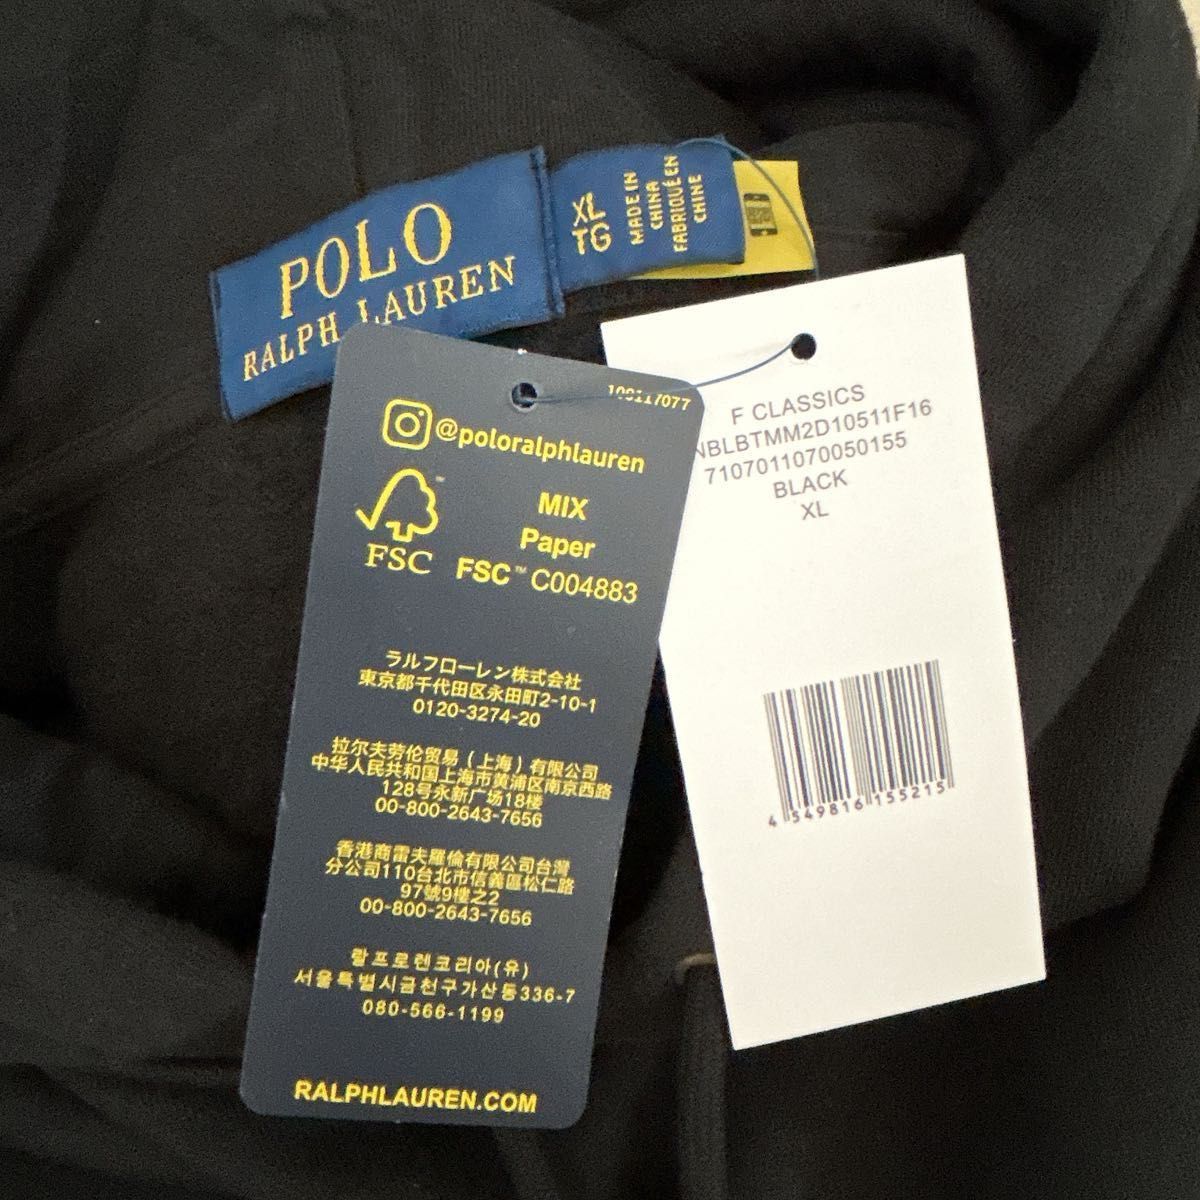 POLO
RALPH LAUREN
XL
TG
MADE IN
CHINA
FABRIQUÉ EN
CHINE
109117077
@poloralphlauren
MIX
Paper
FSC
FSC™ C004883
ラルフローレン株式会社
東京都千代田区永田町2-10-1
0120-3274-20
拉尔夫劳伦贸易(上海)有限公司
中华人民共和国上海市黄浦区南京西路
128号永新广场18楼
00-800-2643-7656
香港商雷夫羅倫有限公司台灣
分公司110台北市信義區松仁路
97號9樓之2
00-800-2643-7656
랄프로렌코리아(유)
서울특별시금천구가산동336-7
080-566-1199
RALPHLAUREN.COM
F CLASSICS
NBLBTMM2D10511F16
7107011070050155
BLACK
XL
4 549816 155215